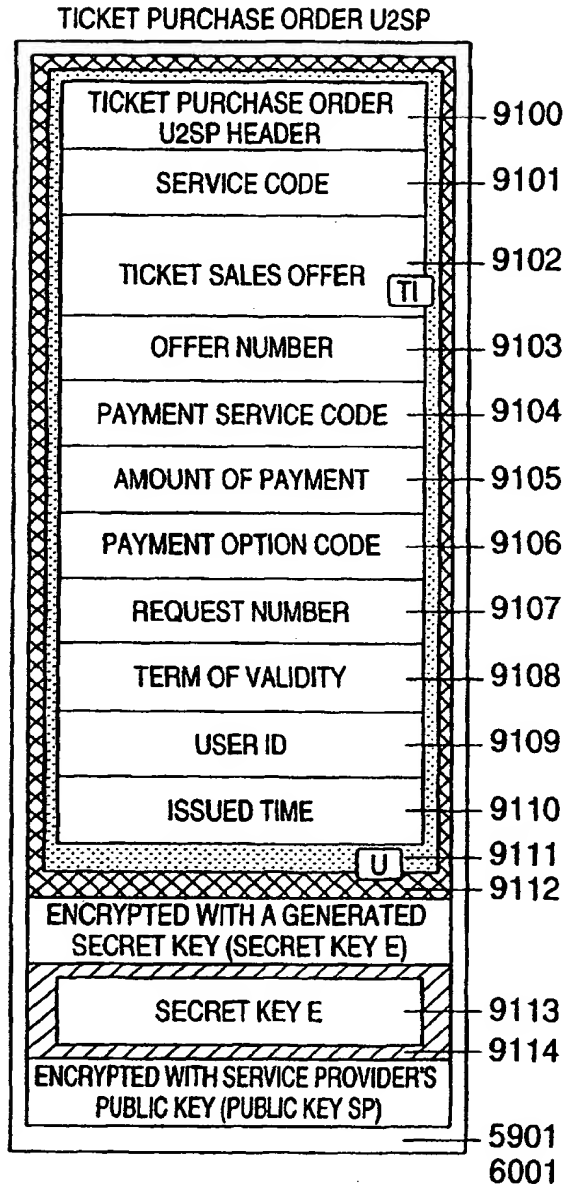 TICKET PURCHASE ORDER U2SP
TICKET PURCHASE ORDER
U2SP HEADER
9100
SERVICE CODE
9101
TICKET SALES OFFER
9102
TI
OFFER NUMBER
9103
PAYMENT SERVICE CODE
9104
AMOUNT OF PAYMENT
9105
PAYMENT OPTION CODE
9106
REQUEST NUMBER
9107
TERM OF VALIDITY
9108
USER ID
9109
ISSUED TIME
9110
U
9111
9112
ENCRYPTED WITH A GENERATED
SECRET KEY (SECRET KEY E)
SECRET KEY E
9113
9114
ENCRYPTED WITH SERVICE PROVIDER'S
PUBLIC KEY (PUBLIC KEY SP)
5901
6001